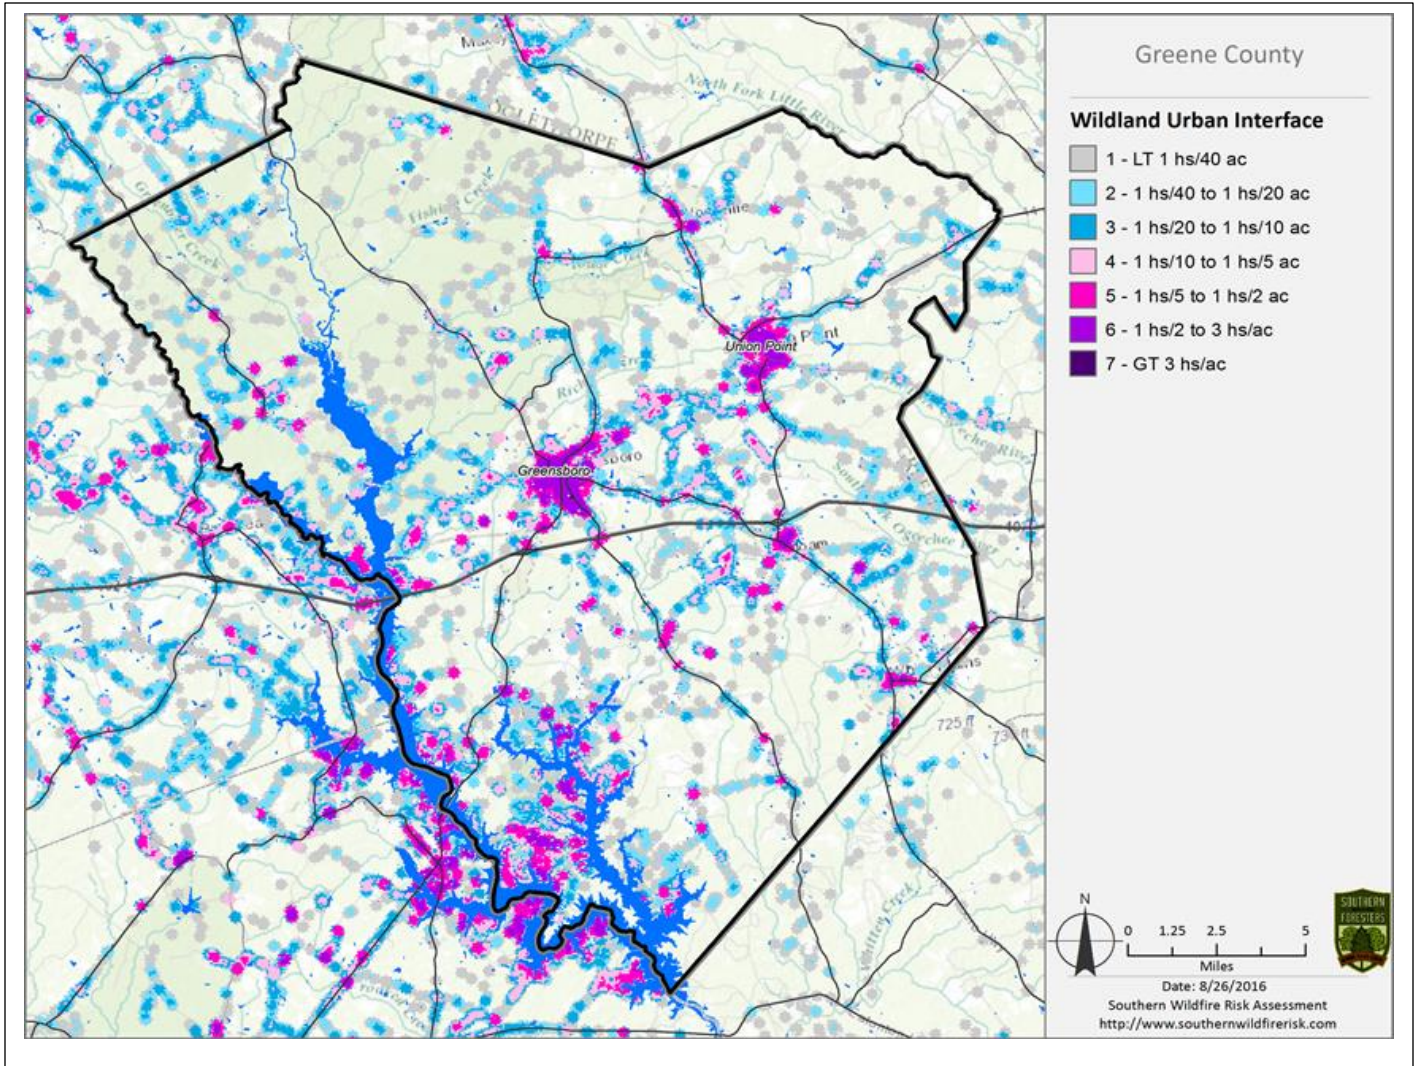 Greene County
Wildland Urban Interface
1 - LT 1 hs/40 ac
2 - 1 hs/40 to 1 hs/20 ac
3 - 1 hs/20 to 1 hs/10 ac
4 - 1 hs/10 to 1 hs/5 ac
5 - 1 hs/5 to 1 hs/2 ac
6 - 1 hs/2 to 3 hs/ac
7 - GT 3 hs/ac
North Fork Little River
Creek
Creek
Union Point
Greensboro
725 ft
Whitten Creek
N
0 1.25 2.5 5
Miles
SOUTHERN
FORESTERS
Date: 8/26/2016
Southern Wildfire Risk Assessment
http://www.southernwildfirerisk.com